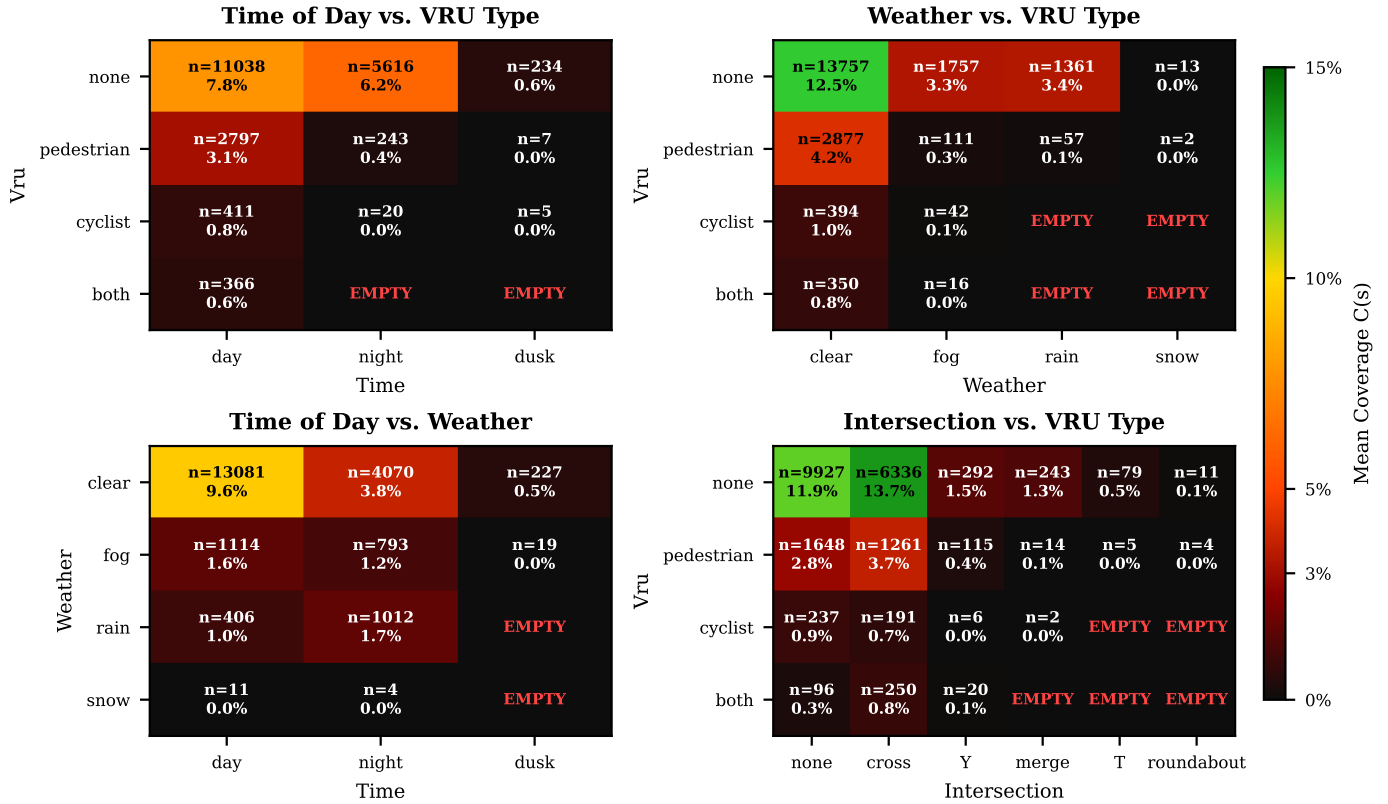 Time of Day vs. VRU Type
Vru
none
n=11038 n=5616 n=234
7.8% 6.2% 0.6%
pedestrian
n=2797 n=243 n=7
3.1% 0.4% 0.0%
cyclist
n=411 n=20 n=5
0.8% 0.0% 0.0%
both
n=366 EMPTY EMPTY
0.6%
day night dusk
Time
Weather vs. VRU Type
Vru
none
n=13757 n=1757 n=1361 n=13
12.5% 3.3% 3.4% 0.0%
pedestrian
n=2877 n=111 n=57 n=2
4.2% 0.3% 0.1% 0.0%
cyclist
n=394 n=42 EMPTY EMPTY
1.0% 0.1%
both
n=350 n=16 EMPTY EMPTY
0.8% 0.0%
clear fog rain snow
Weather
Time of Day vs. Weather
Weather
clear
n=13081 n=4070 n=227
9.6% 3.8% 0.5%
fog
n=1114 n=793 n=19
1.6% 1.2% 0.0%
rain
n=406 n=1012 EMPTY
1.0% 1.7%
snow
n=11 n=4 EMPTY
0.0% 0.0%
day night dusk
Time
Intersection vs. VRU Type
Vru
none
n=9927 n=6336 n=292 n=243 n=79 n=11
11.9% 13.7% 1.5% 1.3% 0.5% 0.1%
pedestrian
n=1648 n=1261 n=115 n=14 n=5 n=4
2.8% 3.7% 0.4% 0.1% 0.0% 0.0%
cyclist
n=237 n=191 n=6 n=2 EMPTY EMPTY
0.9% 0.7% 0.0% 0.0%
both
n=96 n=250 n=20 EMPTY EMPTY EMPTY
0.3% 0.8% 0.1%
none cross Y merge T roundabout
Intersection
15%
10%
5%
3%
0%
Mean Coverage C(s)